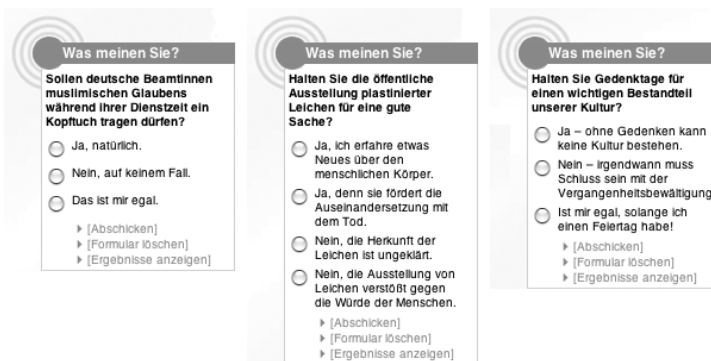 Was meinen Sie?
Sollen deutsche Beamtinnen
muslimischen Glaubens
während ihrer Dienstzeit ein
Kopftuch tragen dürfen?
Ja, natürlich.
Nein, auf keinem Fall.
Das ist mir egal.
[Abschicken]
[Formular löschen]
[Ergebnisse anzeigen]
Was meinen Sie?
Halten Sie die öffentliche
Ausstellung plastinierter
Leichen für eine gute
Sache?
Ja, ich erfahre etwas
Neues über den
menschlichen Körper.
Ja, denn sie fördert die
Auseinandersetzung mit
dem Tod.
Nein, die Herkunft der
Leichen ist ungeklärt.
Nein, die Ausstellung von
Leichen verstößt gegen
die Würde der Menschen.
[Abschicken]
[Formular löschen]
[Ergebnisse anzeigen]
Was meinen Sie?
Halten Sie Gedenktage für
einen wichtigen Bestandteil
unserer Kultur?
Ja – ohne Gedenken kann
keine Kultur bestehen.
Nein – irgendwann muss
Schluss sein mit der
Vergangenheitsbewältigung
Ist mir egal, solange ich
einen Feiertag habe!
[Abschicken]
[Formular löschen]
[Ergebnisse anzeigen]